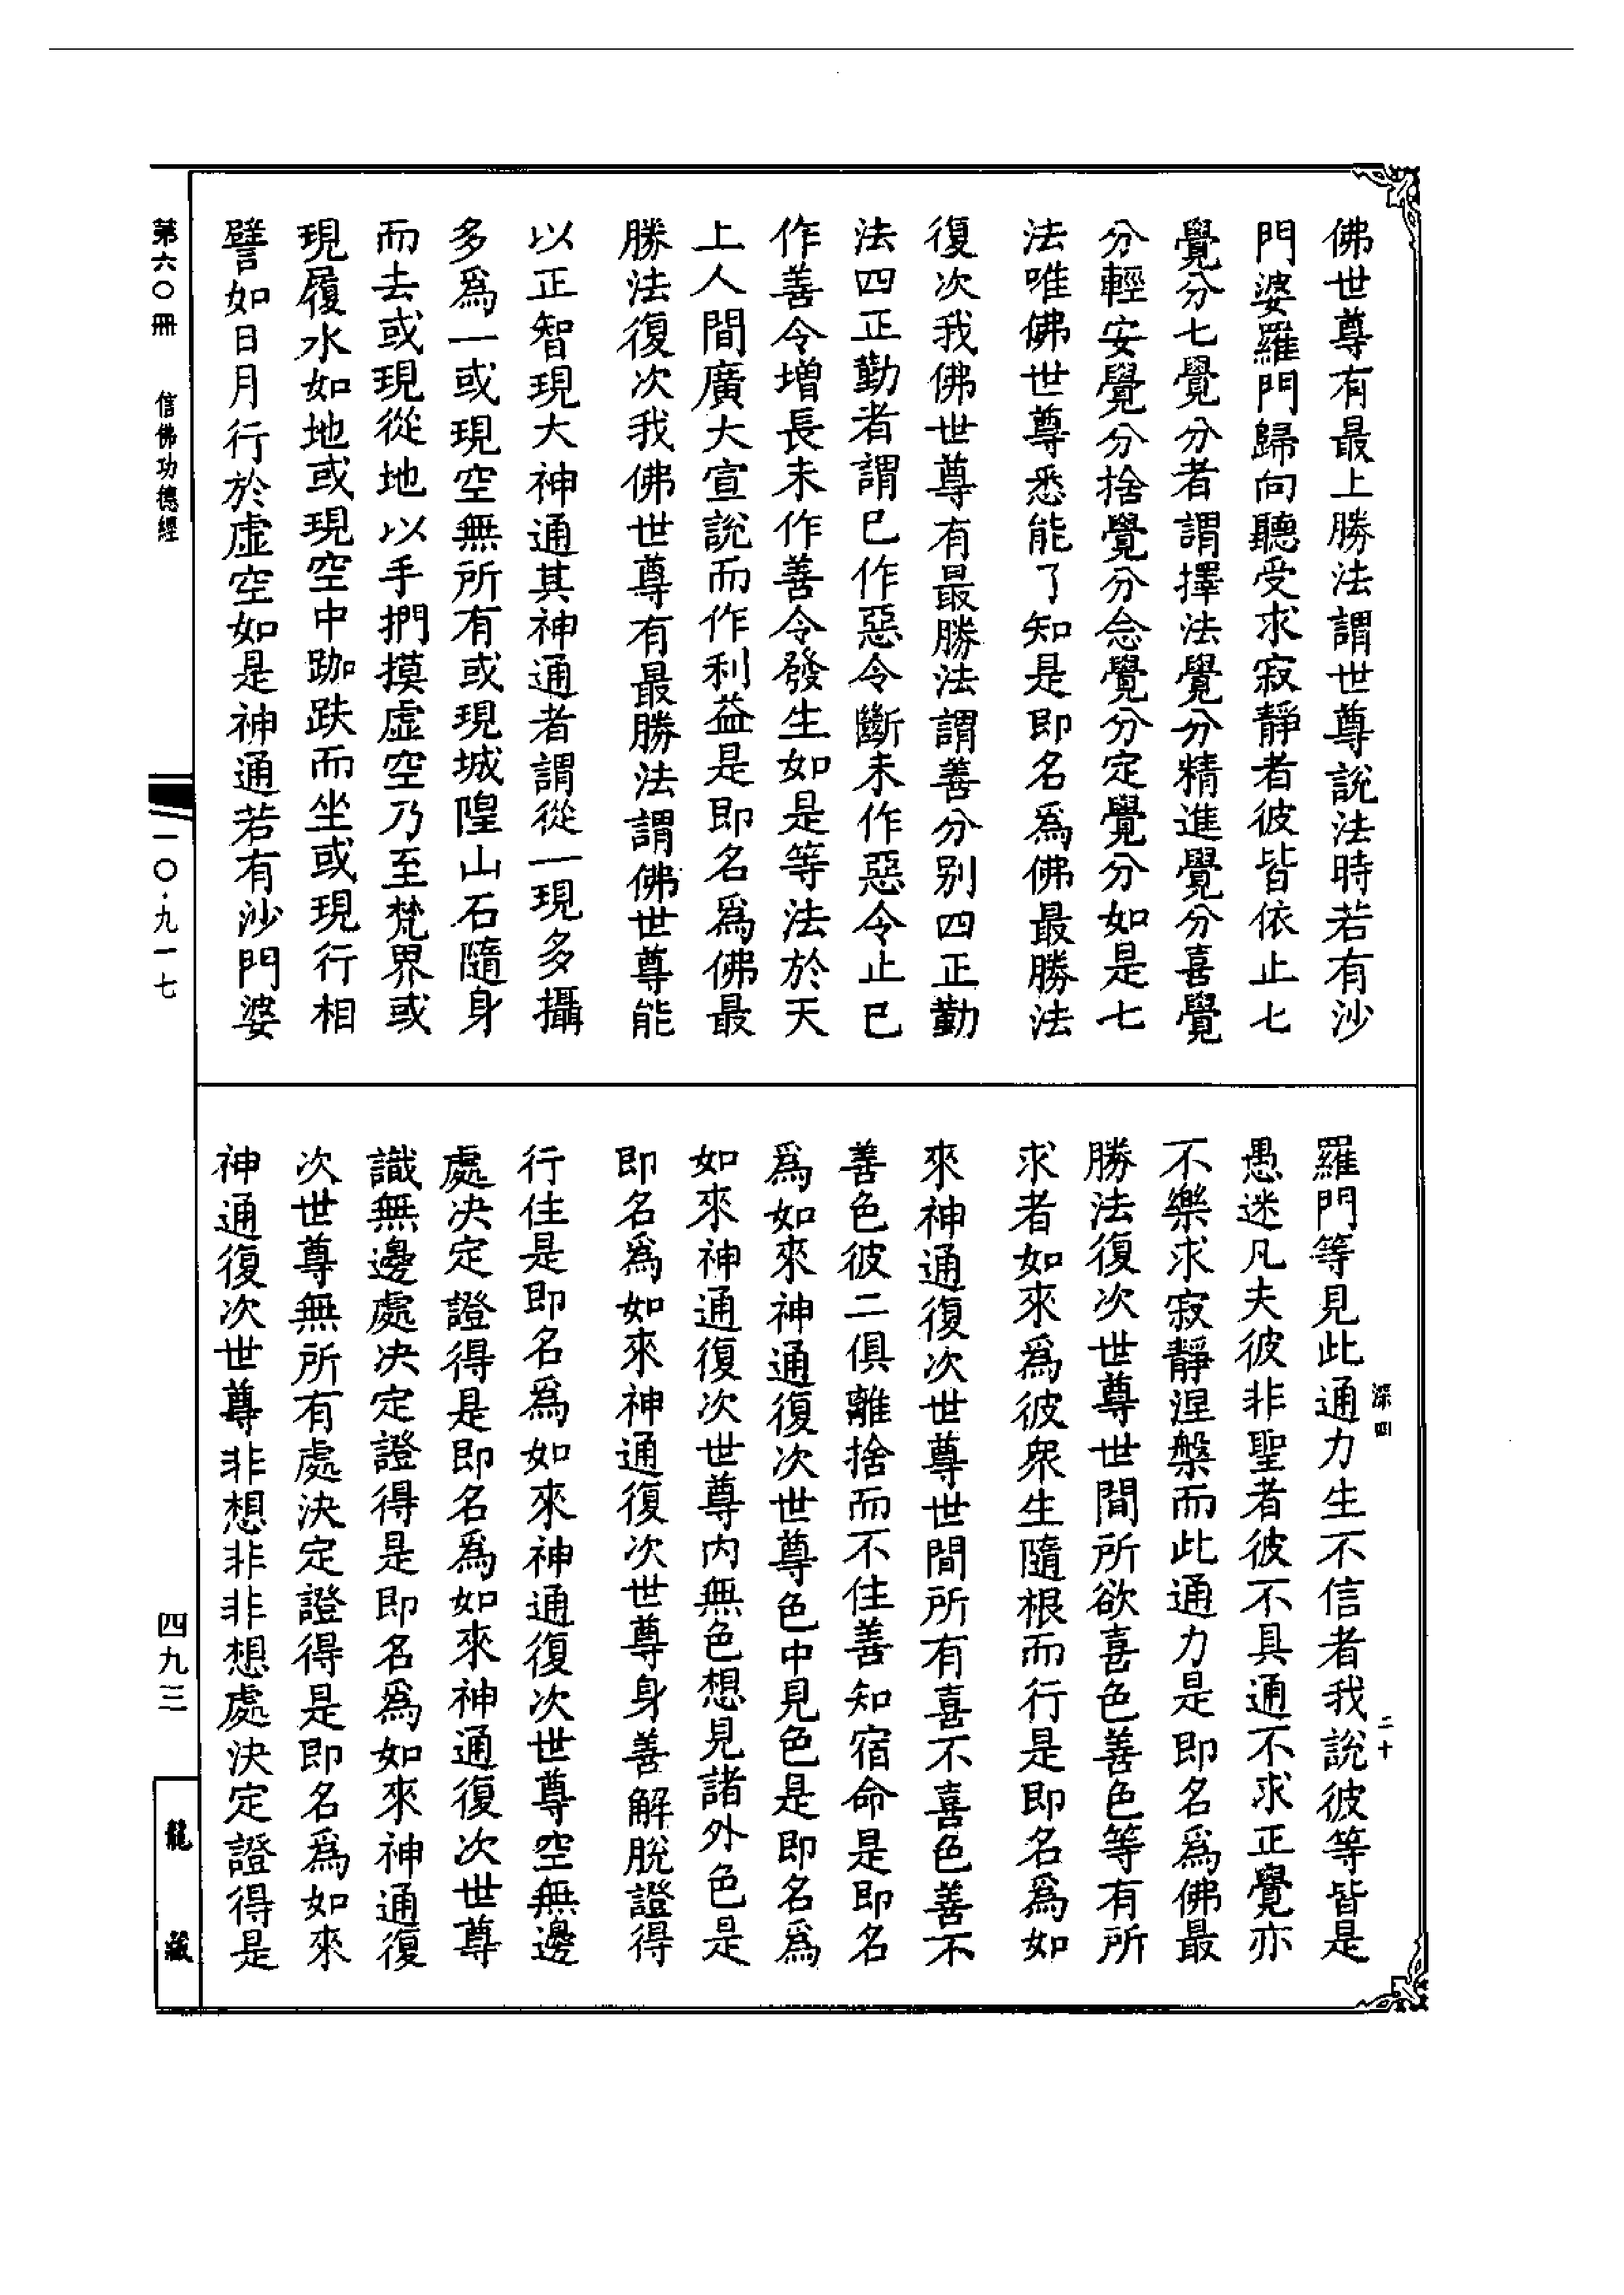 佛世尊有最上勝法謂世尊說法時若有沙
門婆羅門歸向聽受求寂靜者彼皆依止七
覺分七覺分者謂擇法覺分精進覺分喜覺
分輕安覺分捨覺分念覺分定覺分如是七
法唯佛世尊悉能了知是即名爲佛最勝法
復次我佛世尊有最勝法謂善分别四正勤
法四正勤者謂已作惡令斷未作惡令止已
作善令增長未作善令發生如是等法於天
上人間廣大宣說而作利益是即名爲佛最
勝法復次我佛世尊有最勝法謂佛世尊能
以正智現大神通其神通者謂從一現多攝
多爲一或現空無所有或現城隍山石隨身
而去或現從地以手捫摸虛空乃至梵界或
現履水如地或現空中跏趺而坐或現行相
譬如日月行於虛空如是神通若有沙門婆
第六〇冊 信佛功德經
一〇·九一七
羅門等見此通力生不信者我說彼等皆是
愚迷凡夫彼非聖者彼不具通不求正覺亦
不樂求寂靜涅槃而此通力是即名爲佛最
勝法復次世尊世間所欲喜色善色等有所
求者如來爲彼衆生隨根而行是即名爲如
來神通復次世尊世間所有喜不喜色善不
善色彼二俱離捨而不住善知宿命是即名
爲如來神通復次世尊色中見色是即名爲
如來神通復次世尊内無色想見諸外色是
即名爲如來神通復次世尊身善解脫證得
行住是即名爲如來神通復次世尊空無邊
處决定證得是即名爲如來神通復次世尊
識無邊處决定證得是即名爲如來神通復
次世尊無所有處決定證得是即名爲如來
神通復次世尊非想非非想處決定證得是
深四
二十
四九三
龍藏